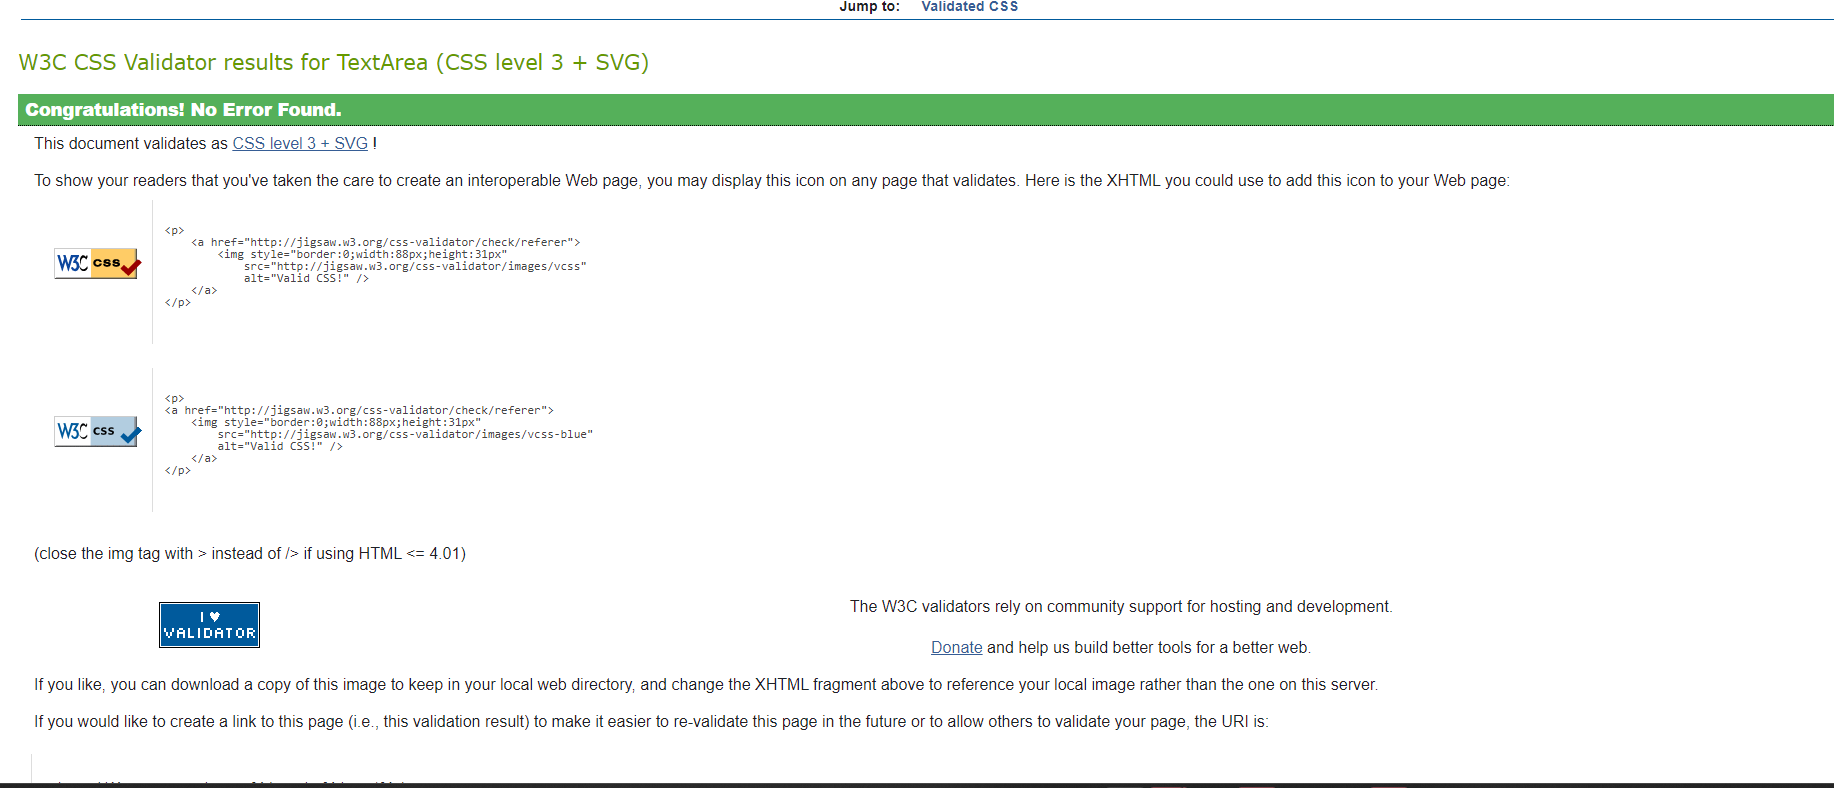 Jump to: Validated CSS
W3C CSS Validator results for TextArea (CSS level 3 + SVG)
Congratulations! No Error Found.
This document validates as CSS level 3 + SVG !
To show your readers that you've taken the care to create an interoperable Web page, you may display this icon on any page that validates. Here is the XHTML you could use to add this icon to your Web page:
W3C css
<p>
<a href="http://jigsaw.w3.org/css-validator/check/referer">
<img style="border:0;width:88px;height:31px"
src="http://jigsaw.w3.org/css-validator/images/vcss"
alt="Valid CSS!" />
</a>
</p>
W3C css
<p>
<a href="http://jigsaw.w3.org/css-validator/check/referer">
<img style="border:0;width:88px;height:31px"
src="http://jigsaw.w3.org/css-validator/images/vcss-blue"
alt="Valid CSS!" />
</a>
</p>
(close the img tag with > instead of /> if using HTML <= 4.01)
I ♥
VALIDATOR
The W3C validators rely on community support for hosting and development.
Donate and help us build better tools for a better web.
If you like, you can download a copy of this image to keep in your local web directory, and change the XHTML fragment above to reference your local image rather than the one on this server.
If you would like to create a link to this page (i.e., this validation result) to make it easier to re-validate this page in the future or to allow others to validate your page, the URI is: